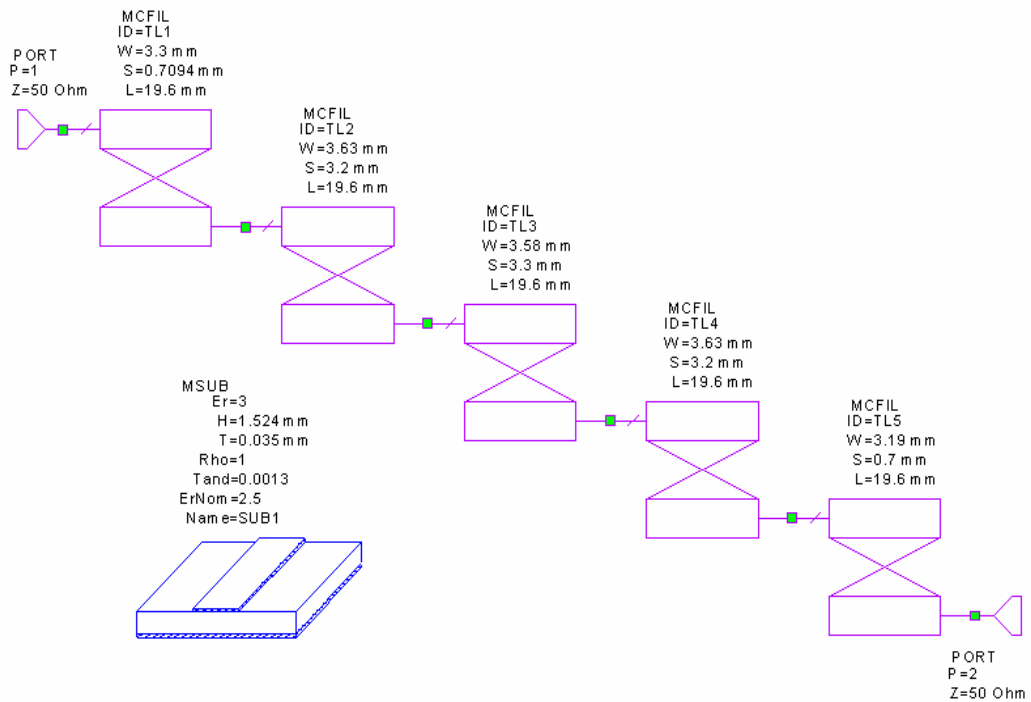 MCFIL
ID=TL1
W=3.3 mm
S=0.7094 mm
L=19.6 mm
PORT
P=1
Z=50 Ohm
MCFIL
ID=TL2
W=3.63 mm
S=3.2 mm
L=19.6 mm
MCFIL
ID=TL3
W=3.58 mm
S=3.3 mm
L=19.6 mm
MCFIL
ID=TL4
W=3.63 mm
S=3.2 mm
L=19.6 mm
MCFIL
ID=TL5
W=3.19 mm
S=0.7 mm
L=19.6 mm
MSUB
Er=3
H=1.524 mm
T=0.035 mm
Rho=1
Tand=0.0013
ErNom=2.5
Name=SUB1
PORT
P=2
Z=50 Ohm